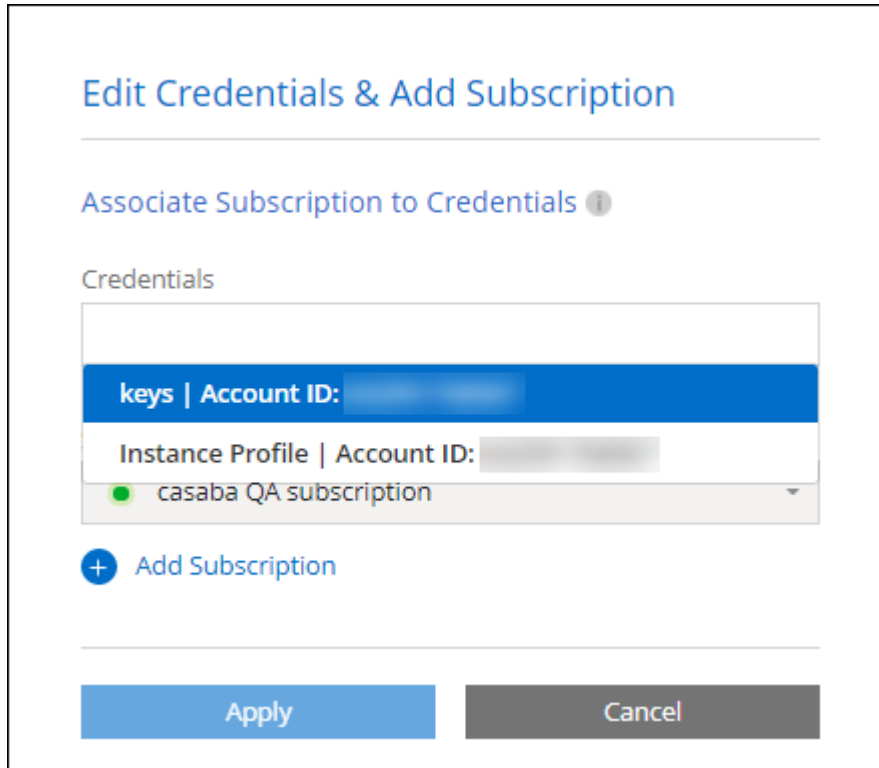 Edit Credentials & Add Subscription
Associate Subscription to Credentials
Credentials
keys | Account ID:
Instance Profile | Account ID:
casaba QA subscription
Add Subscription
Apply
Cancel